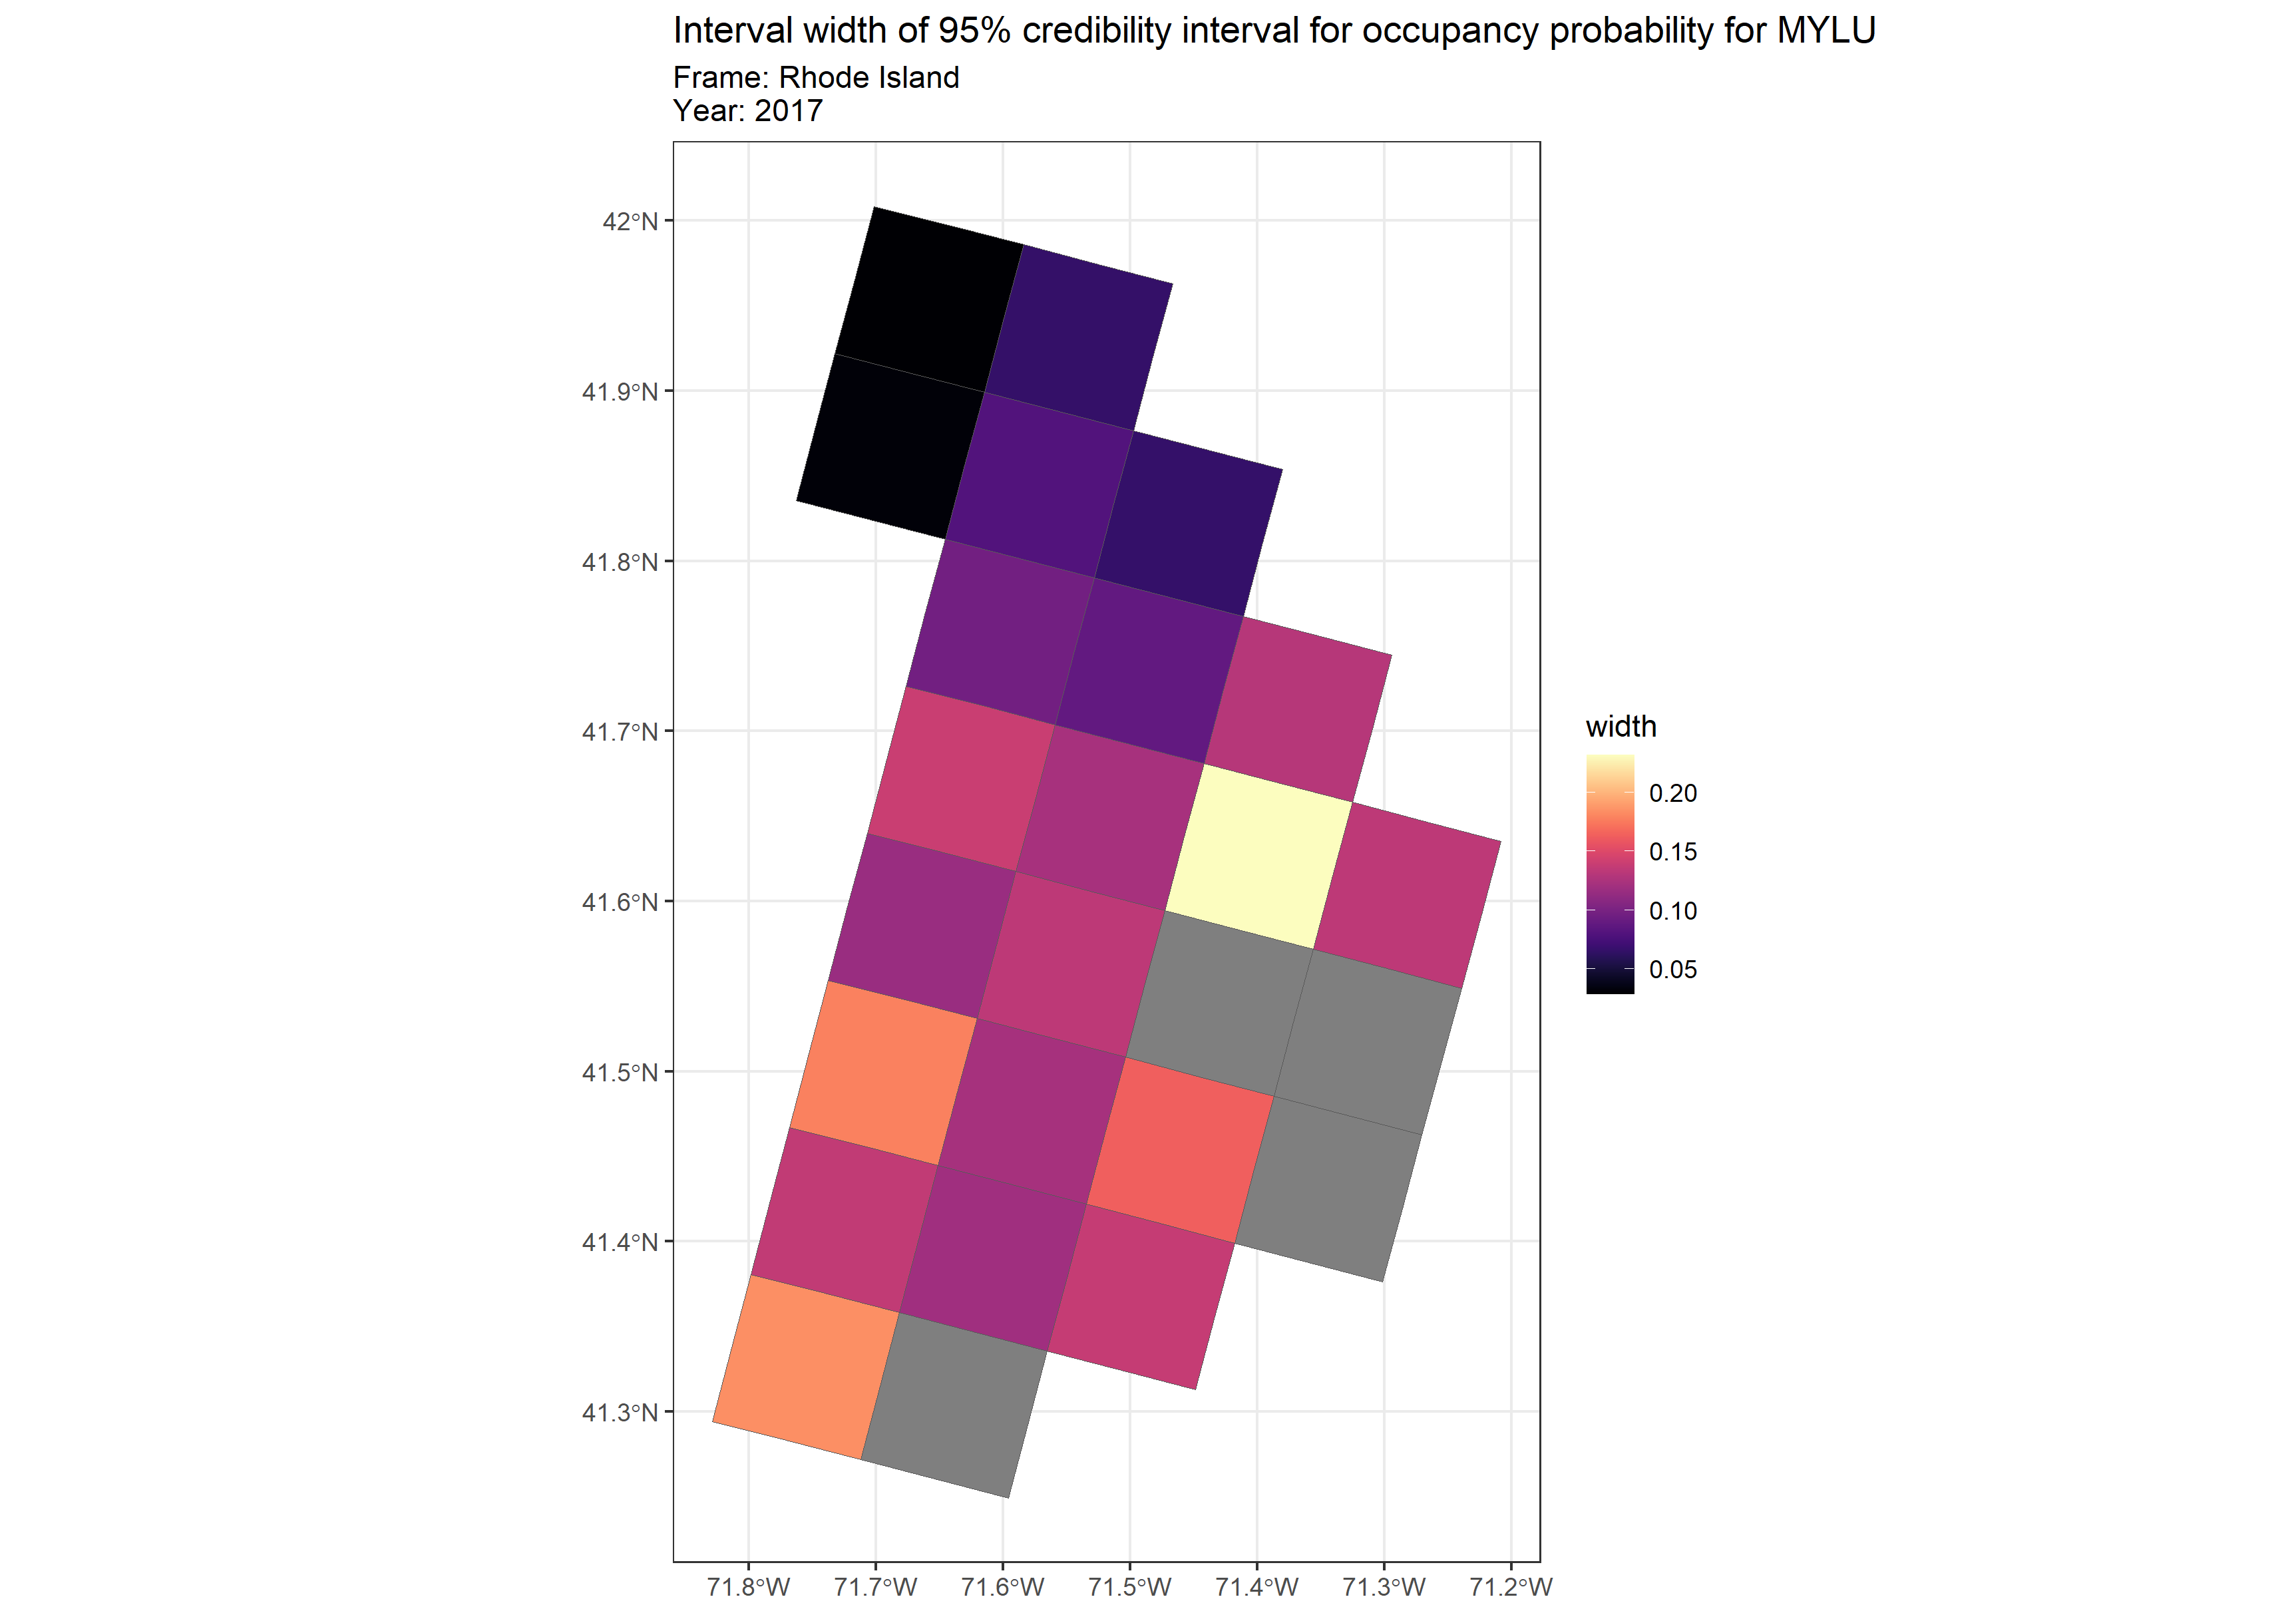 Interval width of 95% credibility interval for occupancy probability for MYLU
Frame: Rhode Island
Year: 2017
42°N
41.9°N
41.8°N
41.7°N
41.6°N
41.5°N
41.4°N
41.3°N
71.8°W 71.7°W 71.6°W 71.5°W 71.4°W 71.3°W 71.2°W
width
0.20
0.15
0.10
0.05